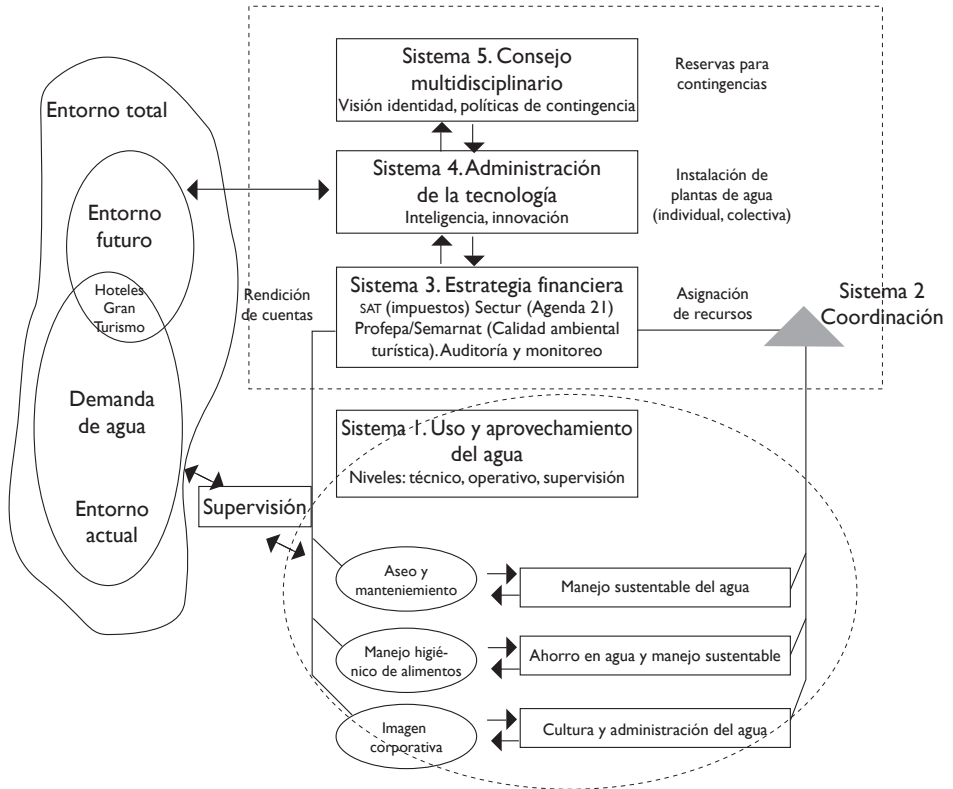 Sistema 5. Consejo
multidisciplinario
Visión identidad, políticas de contingencia
Reservas para
contingencias
Entorno total
Sistema 4. Administración
de la tecnología
Inteligencia, innovación
Instalación de
plantas de agua
(individual, colectiva)
Entorno
futuro
Hoteles
Gran
Turismo
Rendición
de cuentas
Sistema 3. Estrategia financiera
SAT (impuestos) Sectur (Agenda 21)
Profepa/Semarnat (Calidad ambiental
turística). Auditoría y monitoreo
Asignación
de recursos
Sistema 2
Coordinación
Demanda
de agua
Entorno
actual
Sistema 1. Uso y aprovechamiento
del agua
Niveles: técnico, operativo, supervisión
Supervisión
Aseo y
manteniemiento
Manejo sustentable del agua
Manejo higié-
nico de alimentos
Ahorro en agua y manejo sustentable
Imagen
corporativa
Cultura y administración del agua